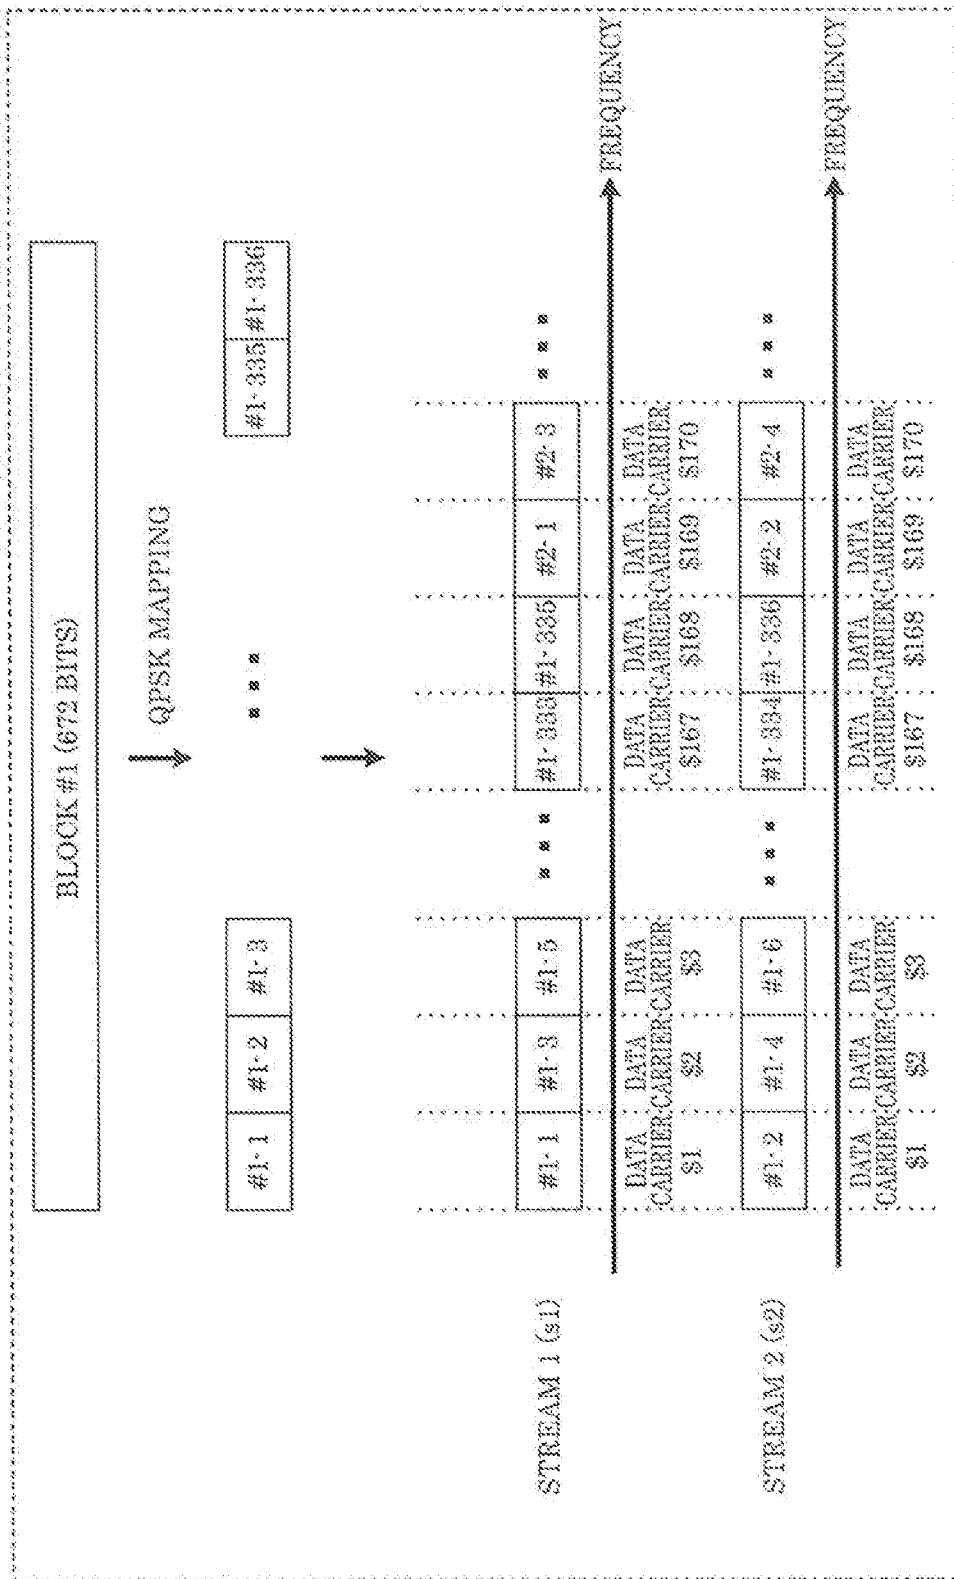 BLOCK #1 (672 BITS)
QPSK MAPPING
#1-1 #1-2 #1-3 ... #1-335 #1-336
STREAM 1 (s1)
#1-1 #1-3 #1-5 ... #1-333 #1-335 #2-1 #2-3 ...
FREQUENCY
DATA DATA DATA DATA DATA DATA DATA
CARRIER CARRIER CARRIER CARRIER CARRIER CARRIER CARRIER
$1 $2 $3 $167 $168 $169 $170
STREAM 2 (s2)
#1-2 #1-4 #1-6 ... #1-334 #1-336 #2-2 #2-4 ...
FREQUENCY
DATA DATA DATA DATA DATA DATA DATA
CARRIER CARRIER CARRIER CARRIER CARRIER CARRIER CARRIER
$1 $2 $3 $167 $168 $169 $170